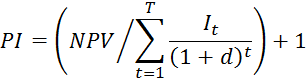 PI = (NPV / ∑_{t=1}^{T} I_t / (1 + d)^t) + 1